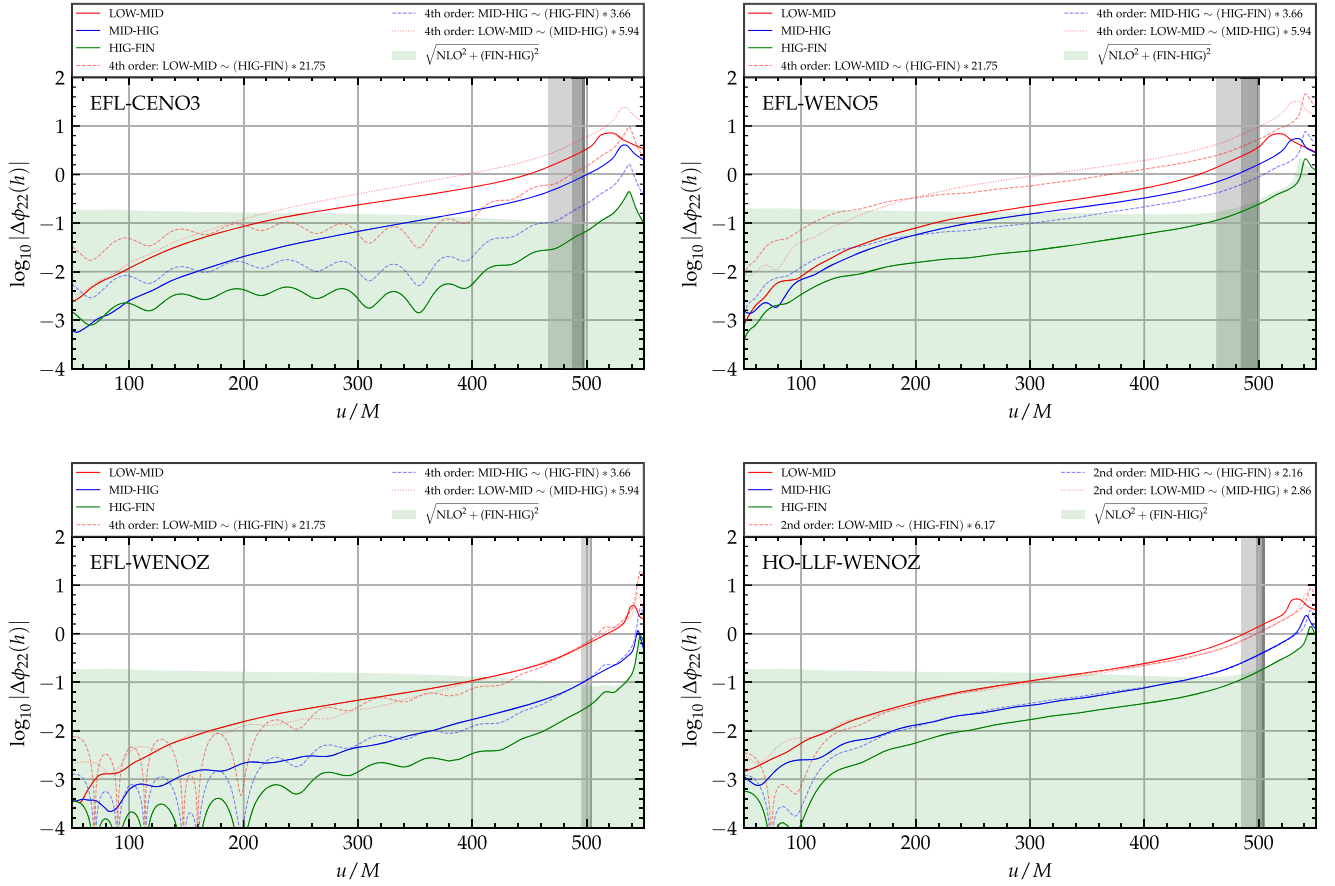 LOW-MID
MID-HIG
HIG-FIN
4th order: LOW-MID ∼ (HIG-FIN) * 21.75
4th order: MID-HIG ∼ (HIG-FIN) * 3.66
4th order: LOW-MID ∼ (MID-HIG) * 5.94
√NLO² + (FIN-HIG)²
EFL-CENO3
2
1
0
−1
−2
−3
−4
log₁₀ |Δϕ₂₂(h)|
100 200 300 400 500
u/M
LOW-MID
MID-HIG
HIG-FIN
4th order: LOW-MID ∼ (HIG-FIN) * 21.75
4th order: MID-HIG ∼ (HIG-FIN) * 3.66
4th order: LOW-MID ∼ (MID-HIG) * 5.94
√NLO² + (FIN-HIG)²
EFL-WENO5
2
1
0
−1
−2
−3
−4
log₁₀ |Δϕ₂₂(h)|
100 200 300 400 500
u/M
LOW-MID
MID-HIG
HIG-FIN
4th order: LOW-MID ∼ (HIG-FIN) * 21.75
4th order: MID-HIG ∼ (HIG-FIN) * 3.66
4th order: LOW-MID ∼ (MID-HIG) * 5.94
√NLO² + (FIN-HIG)²
EFL-WENOZ
2
1
0
−1
−2
−3
−4
log₁₀ |Δϕ₂₂(h)|
100 200 300 400 500
u/M
LOW-MID
MID-HIG
HIG-FIN
2nd order: LOW-MID ∼ (HIG-FIN) * 6.17
2nd order: MID-HIG ∼ (HIG-FIN) * 2.16
2nd order: LOW-MID ∼ (MID-HIG) * 2.86
√NLO² + (FIN-HIG)²
HO-LLF-WENOZ
2
1
0
−1
−2
−3
−4
log₁₀ |Δϕ₂₂(h)|
100 200 300 400 500
u/M